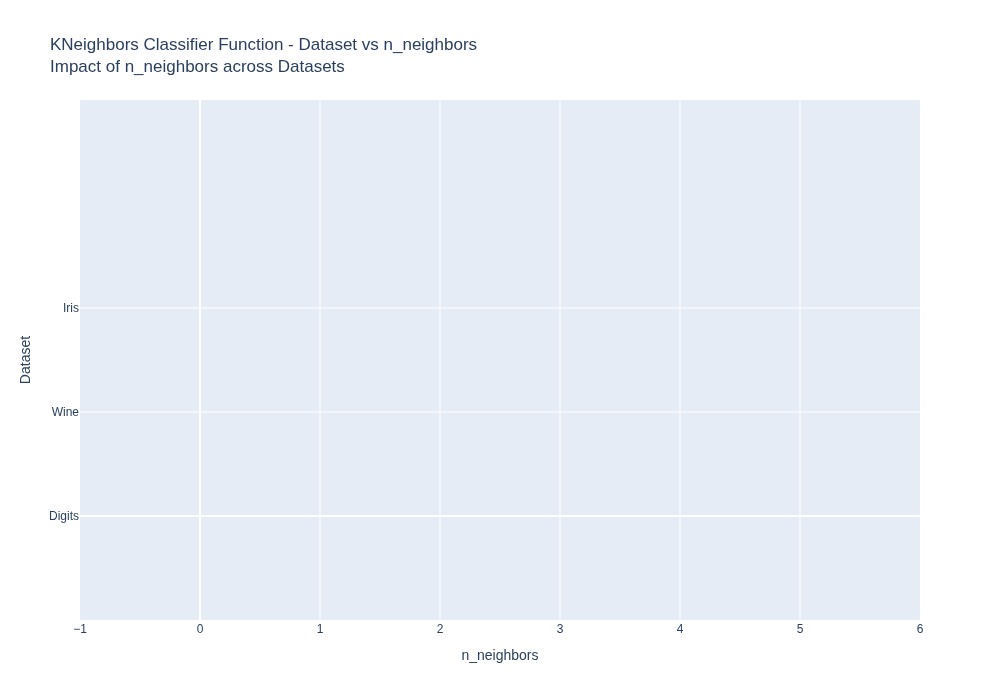 KNeighbors Classifier Function - Dataset vs n_neighbors
Impact of n_neighbors across Datasets
Iris
Wine
Digits
Dataset
−1 0 1 2 3 4 5 6
n_neighbors